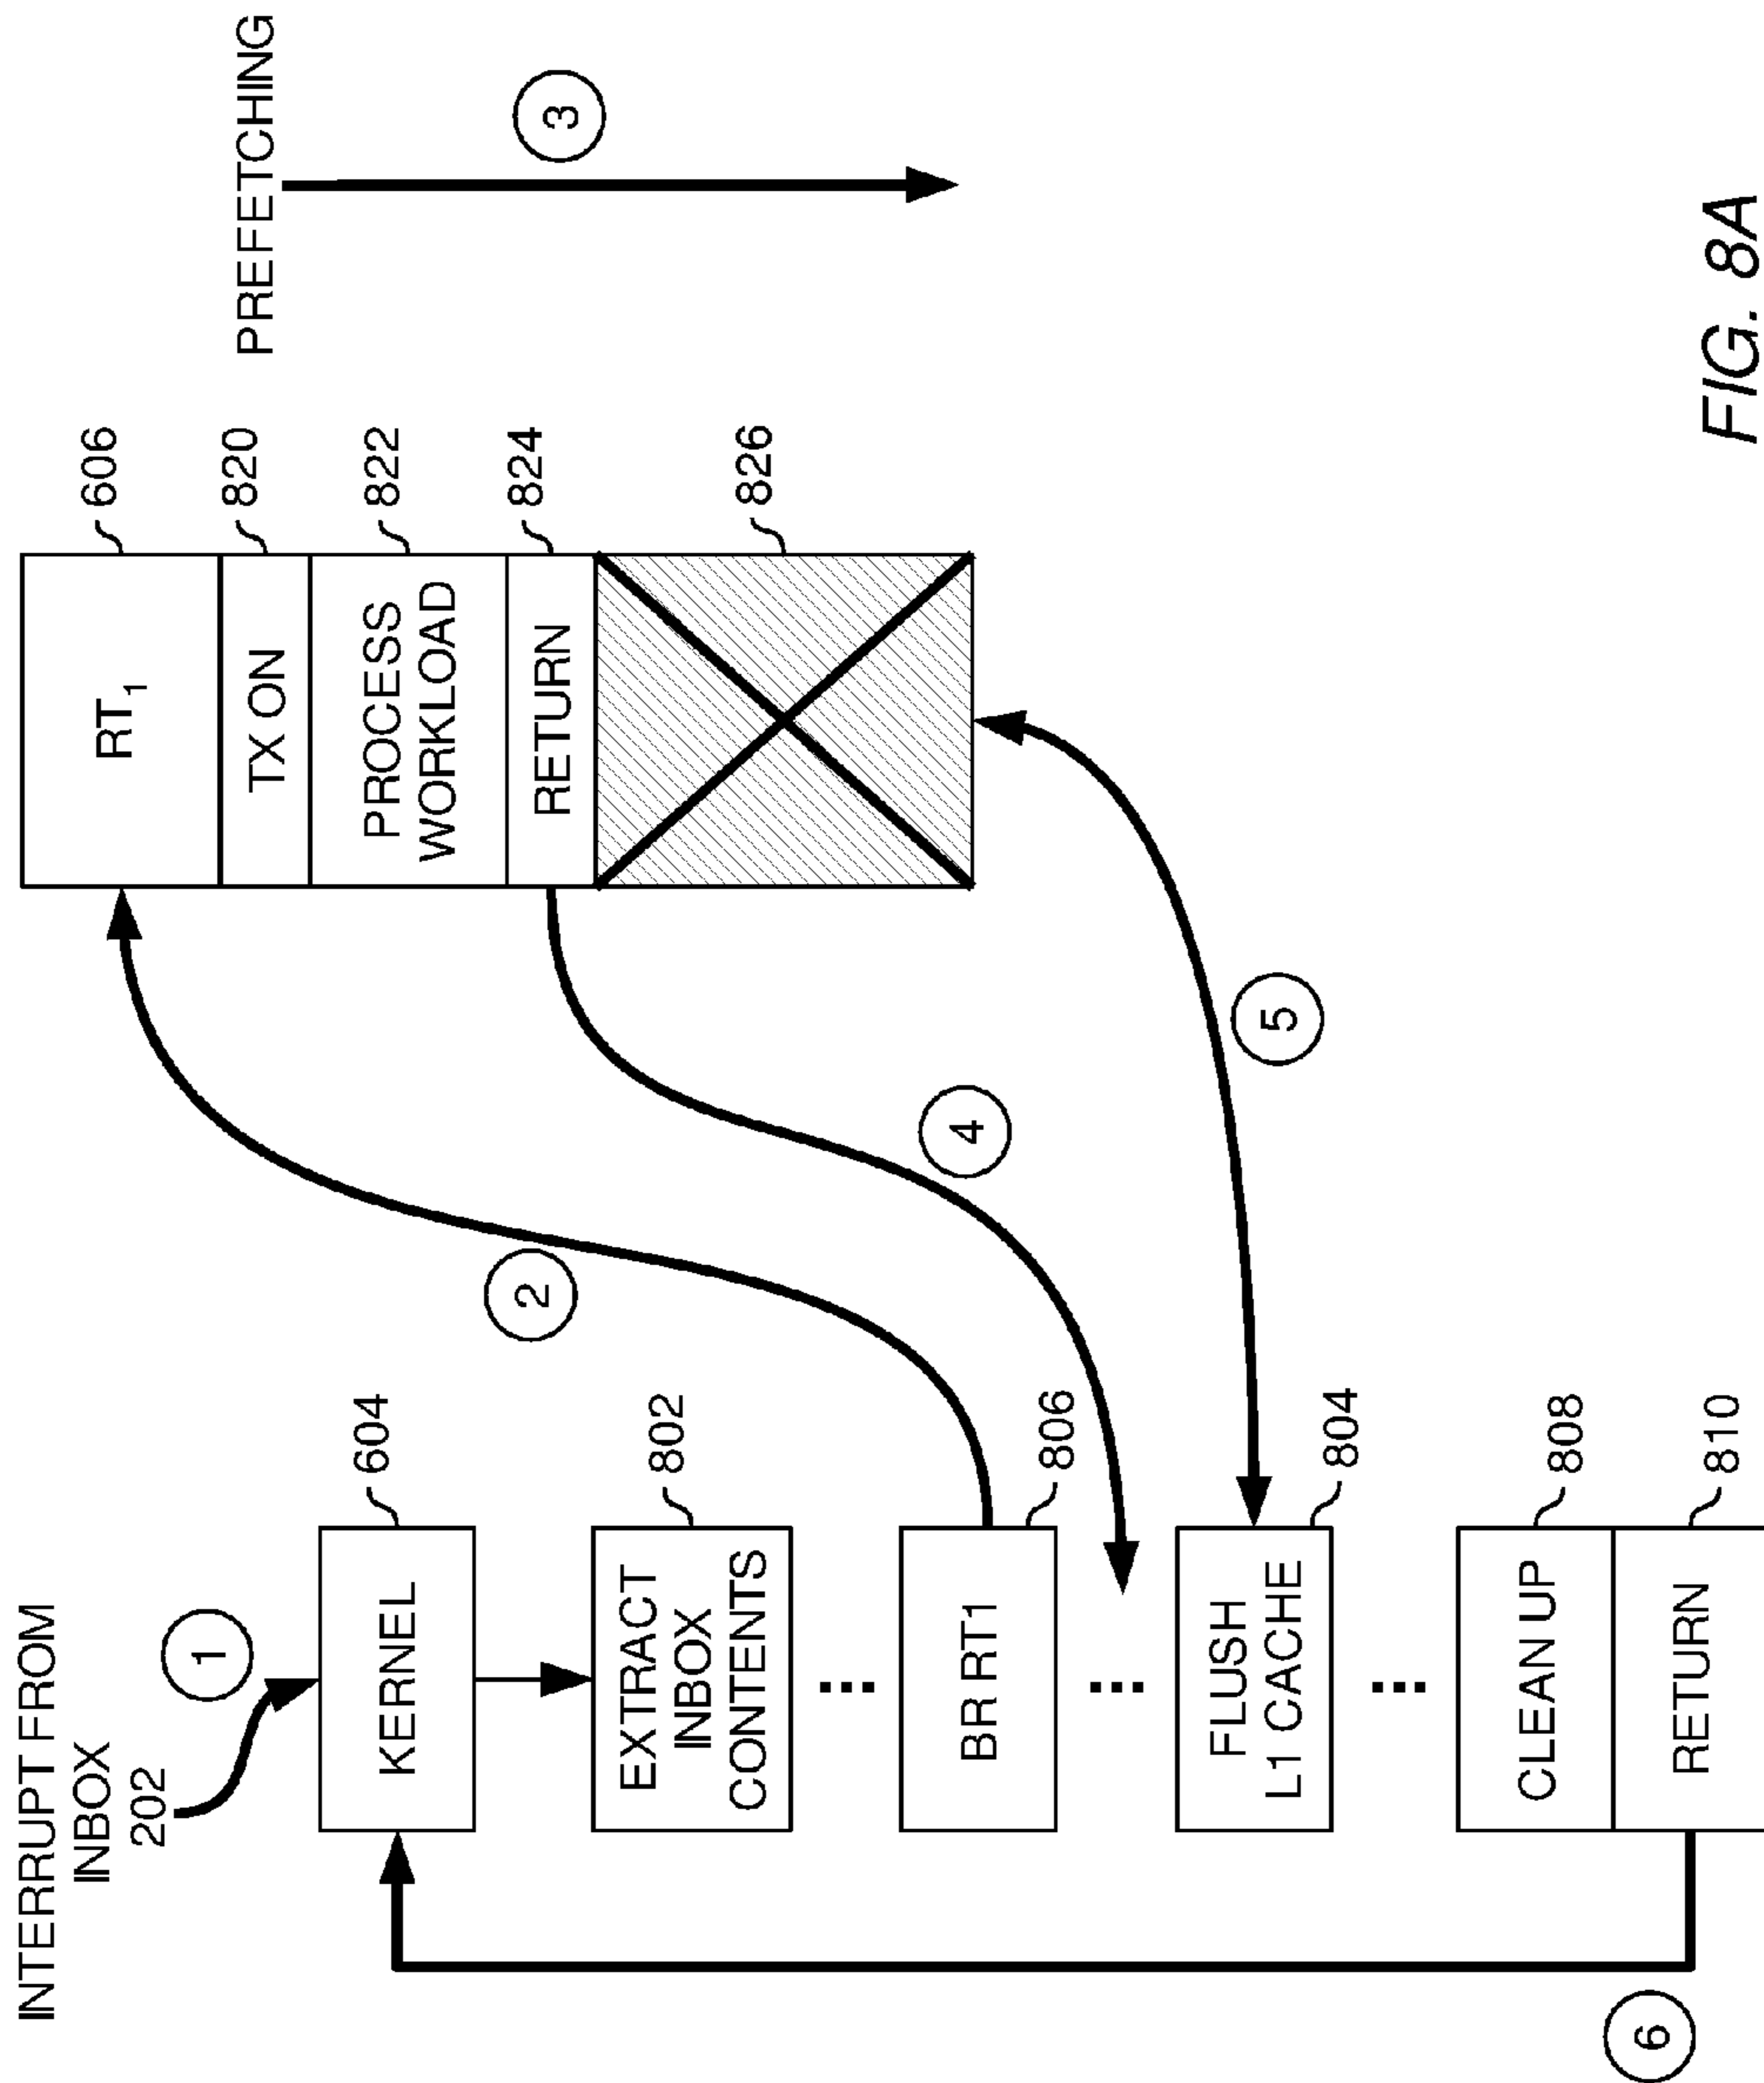 INTERRUPT FROM
INBOX
202
1
KERNEL
604
EXTRACT
INBOX
CONTENTS
802
BR RT1
806
FLUSH
L1 CACHE
804
CLEAN UP
808
RETURN
810
6
2
4
5
RT1
606
TX ON
820
PROCESS
WORKLOAD
822
RETURN
824
826
PREFETCHING
3
FIG. 8A